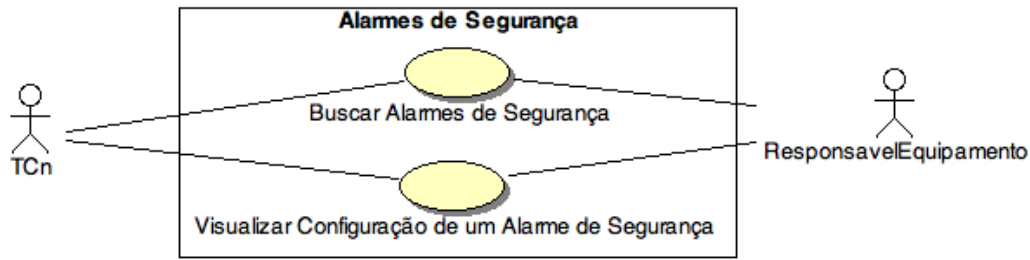 Alarmes de Segurança
Buscar Alarmes de Segurança
TCn
ResponsavelEquipamento
Visualizar Configuração de um Alarme de Segurança